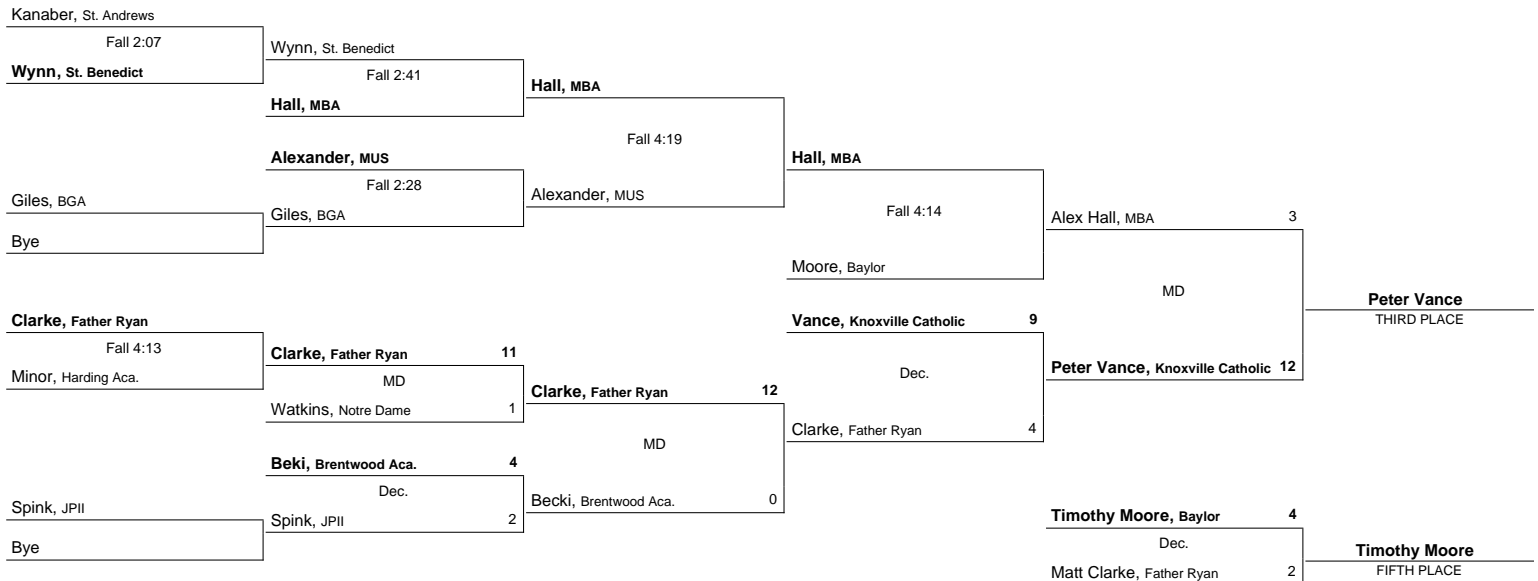 Kanaber, St. Andrews
Fall 2:07
Wynn, St. Benedict
Wynn, St. Benedict
Fall 2:41
Hall, MBA
Hall, MBA
Fall 4:19
Alexander, MUS
Alexander, MUS
Fall 2:28
Giles, BGA
Giles, BGA
Bye
Hall, MBA
Fall 4:14
Moore, Baylor
Alex Hall, MBA 3
MD
Peter Vance, Knoxville Catholic 12
Peter Vance
THIRD PLACE
Clarke, Father Ryan
Fall 4:13
Minor, Harding Aca.
Clarke, Father Ryan 11
MD
Watkins, Notre Dame 1
Clarke, Father Ryan 12
MD
Becki, Brentwood Aca. 0
Beki, Brentwood Aca. 4
Dec.
Spink, JPII 2
Spink, JPII
Bye
Vance, Knoxville Catholic 9
Dec.
Clarke, Father Ryan 4
Timothy Moore, Baylor 4
Dec.
Matt Clarke, Father Ryan 2
Timothy Moore
FIFTH PLACE